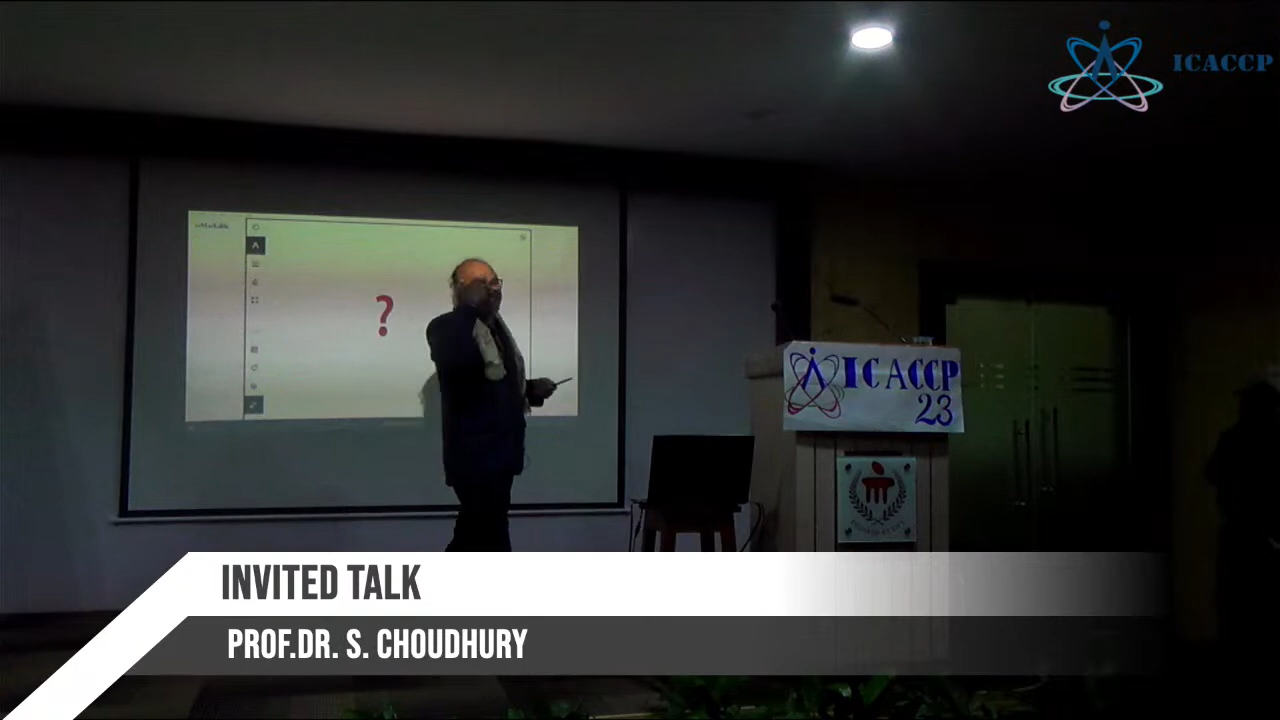 ICACCP
?
ICACCP
23
INVITED TALK
PROF.DR. S. CHOUDHURY